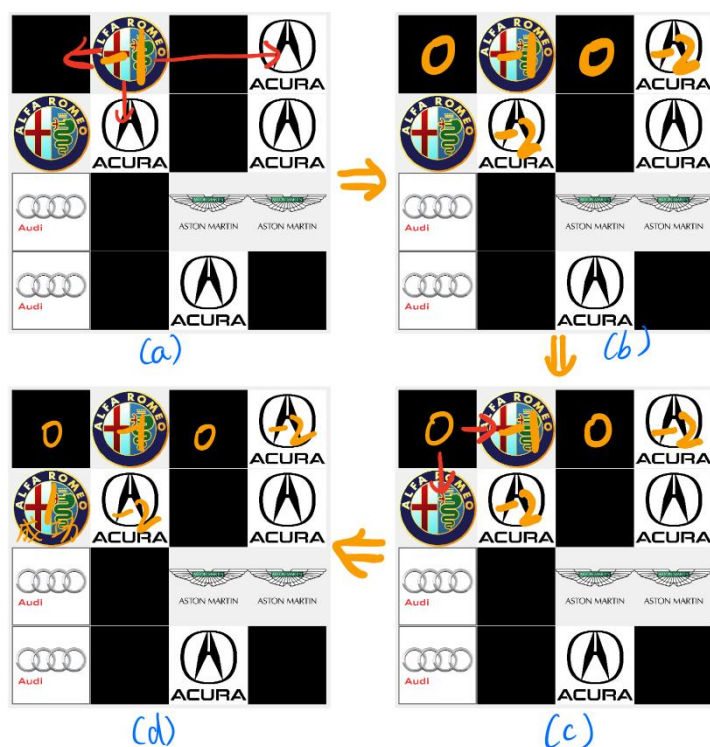 ALFA ROMEO -1 ACURA
ALFA ROMEO ACURA ACURA
Audi ASTON MARTIN ASTON MARTIN
Audi ACURA
(a)
0 ALFA ROMEO -1 0 -2 ACURA
ALFA ROMEO -2 ACURA ACURA
Audi ASTON MARTIN ASTON MARTIN
Audi ACURA
(b)
0 ALFA ROMEO -1 0 -2 ACURA
ALFA ROMEO 1 成功 -2 ACURA ACURA
Audi ASTON MARTIN ASTON MARTIN
Audi ACURA
(d)
0 ALFA ROMEO -1 0 -2 ACURA
ALFA ROMEO -2 ACURA ACURA
Audi ASTON MARTIN ASTON MARTIN
Audi ACURA
(c)